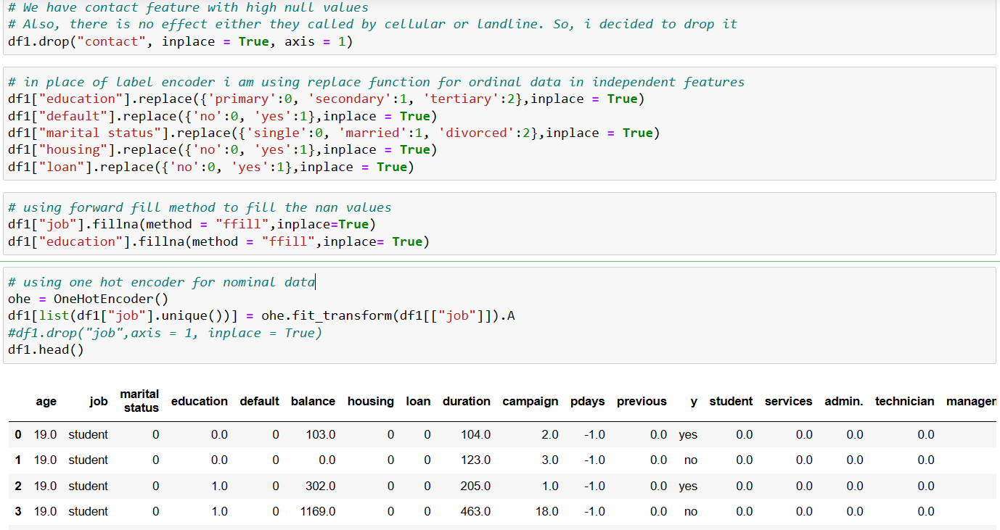 # We have contact feature with high null values
# Also, there is no effect either they called by cellular or landline. So, i decided to drop it
df1.drop("contact", inplace = True, axis = 1)
# in place of label encoder i am using replace function for ordinal data in independent features
df1["education"].replace({'primary':0, 'secondary':1, 'tertiary':2},inplace = True)
df1["default"].replace({'no':0, 'yes':1},inplace = True)
df1["marital status"].replace({'single':0, 'married':1, 'divorced':2},inplace = True)
df1["housing"].replace({'no':0, 'yes':1},inplace = True)
df1["loan"].replace({'no':0, 'yes':1},inplace = True)
# using forward fill method to fill the nan values
df1["job"].fillna(method = "ffill",inplace=True)
df1["education"].fillna(method = "ffill",inplace= True)
# using one hot encoder for nominal data
ohe = OneHotEncoder()
df1[list(df1["job"].unique())] = ohe.fit_transform(df1[["job"]]).A
#df1.drop("job",axis = 1, inplace = True)
df1.head()
age job marital status education default balance housing loan duration campaign pdays previous y student services admin. technician managem
0 19.0 student 0 0.0 0 103.0 0 0 104.0 2.0 -1.0 0.0 yes 0.0 0.0 0.0 0.0
1 19.0 student 0 0.0 0 0.0 0 0 123.0 3.0 -1.0 0.0 no 0.0 0.0 0.0 0.0
2 19.0 student 0 1.0 0 302.0 0 0 205.0 1.0 -1.0 0.0 yes 0.0 0.0 0.0 0.0
3 19.0 student 0 1.0 0 1169.0 0 0 463.0 18.0 -1.0 0.0 no 0.0 0.0 0.0 0.0